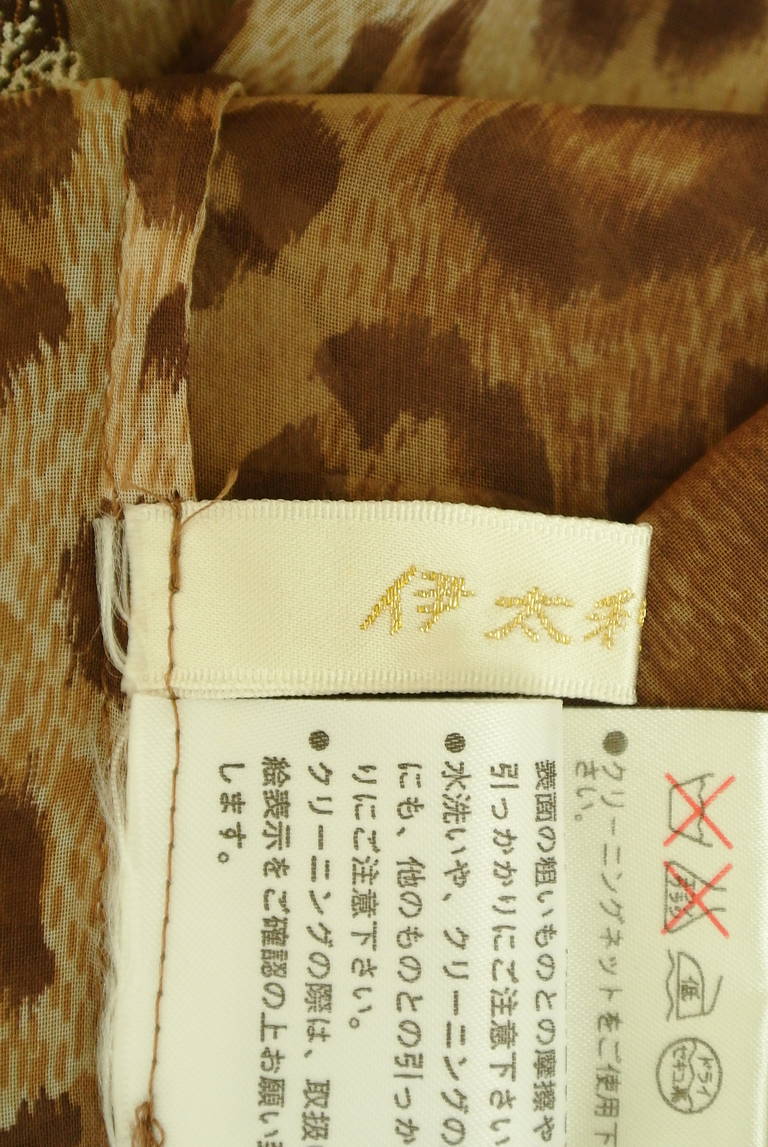 伊太利
低
ドライ
セキユ系
●クリーニングネットをご使用下
さい。
表面の粗いものとの摩擦や
引っかかりにご注意下さい
●水洗いや、クリーニングの
にも、他のものとの引っか
りにご注意下さい。
●クリーニングの際は、取扱
絵表示をご確認の上お願い
します。